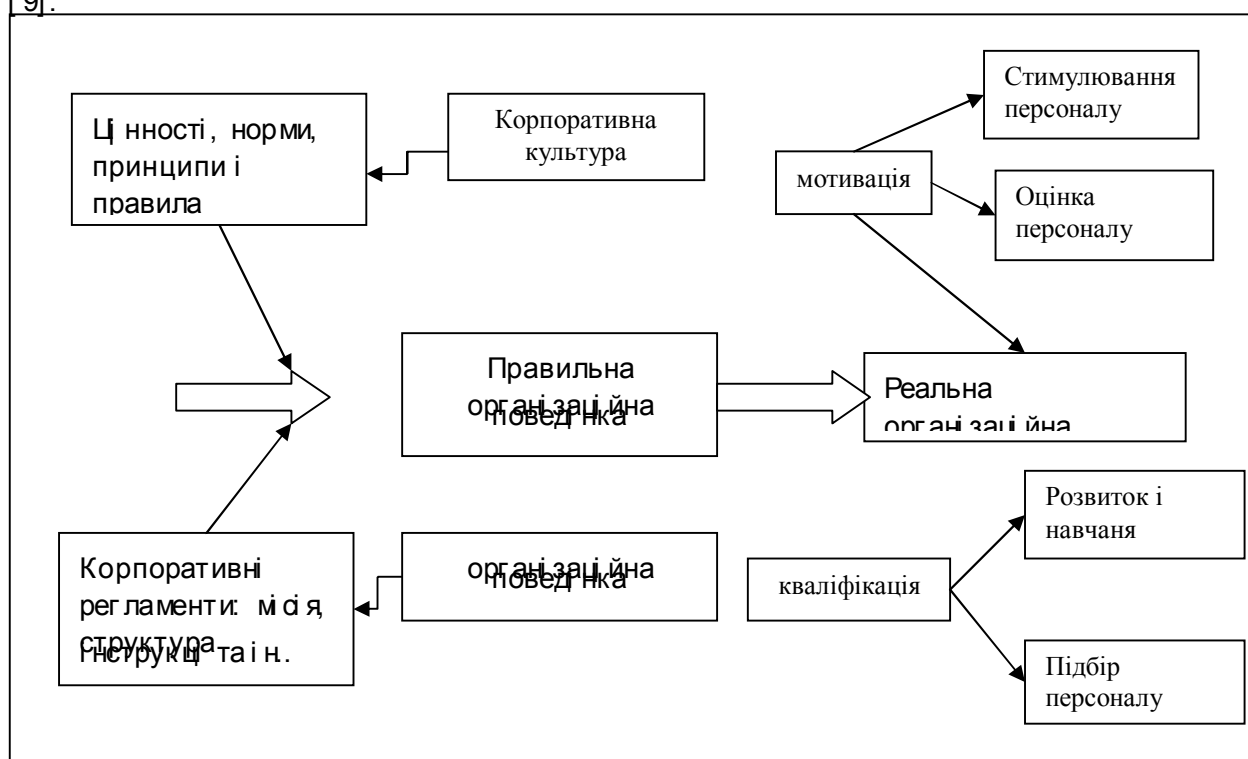 [ 9].
Стимулювання
персоналу
Цінності, норми,
принципи і
правила
Корпоративна
культура
мотивація
Оцінка
персоналу
Правильна
організаційна
поведінка
Реальна
організаційна
Розвиток і
навчаня
Корпоративні
регламенти: місія,
структура
інструкції та ін..
організаційна
поведінка
кваліфікація
Підбір
персоналу